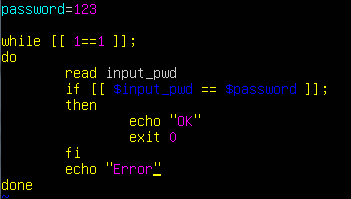 password=123
while [[ 1==1 ]];
do
read input_pwd
if [[ $input_pwd == $password ]];
then
echo "OK"
exit 0
fi
echo "Error"
done